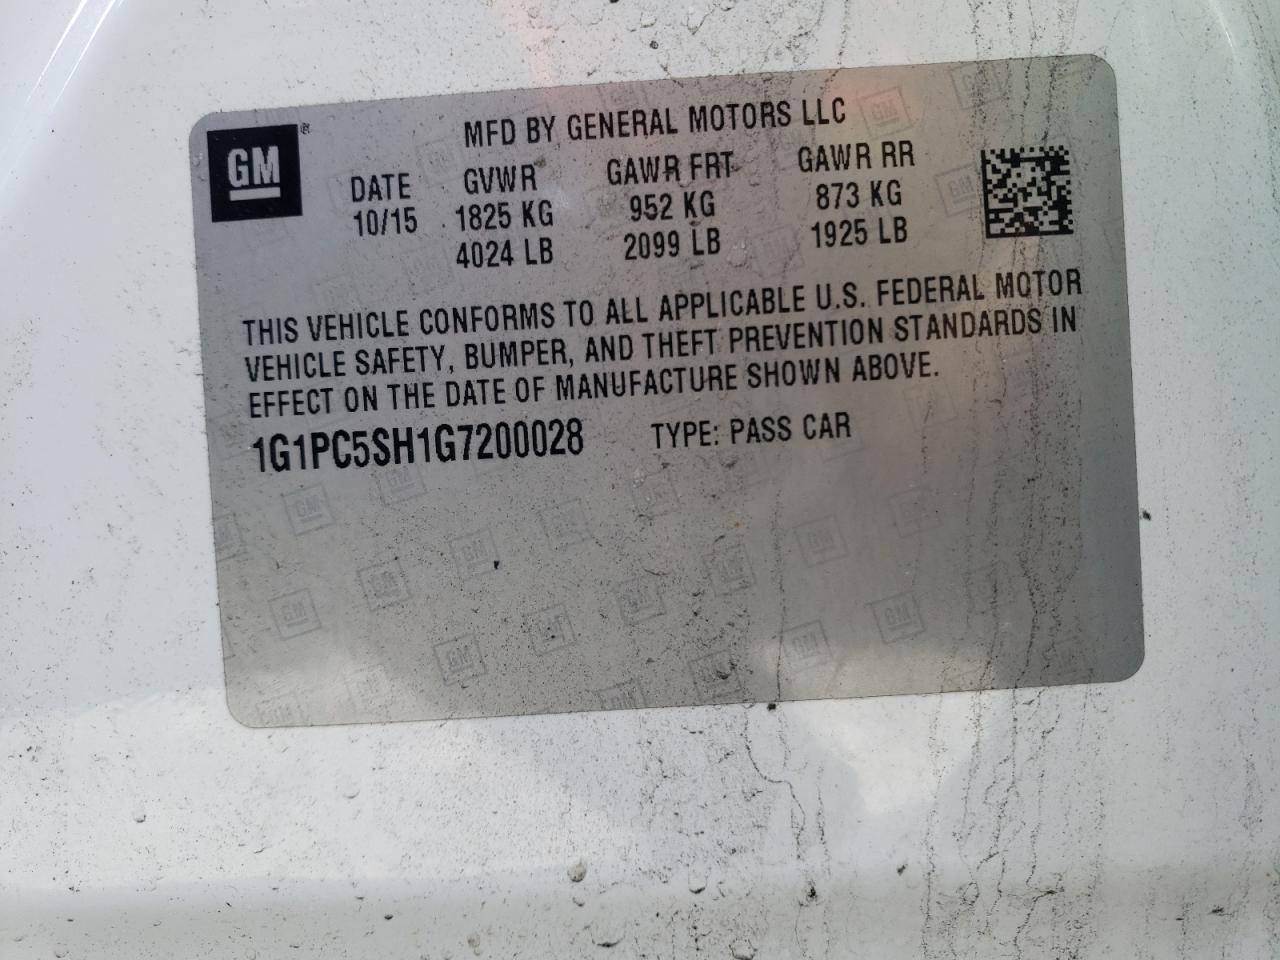 GM
MFD BY GENERAL MOTORS LLC
DATE GVWR GAWR FRT GAWR RR
10/15 1825 KG 952 KG 873 KG
4024 LB 2099 LB 1925 LB
THIS VEHICLE CONFORMS TO ALL APPLICABLE U.S. FEDERAL MOTOR
VEHICLE SAFETY, BUMPER, AND THEFT PREVENTION STANDARDS IN
EFFECT ON THE DATE OF MANUFACTURE SHOWN ABOVE.
1G1PC5SH1G7200028 TYPE: PASS CAR